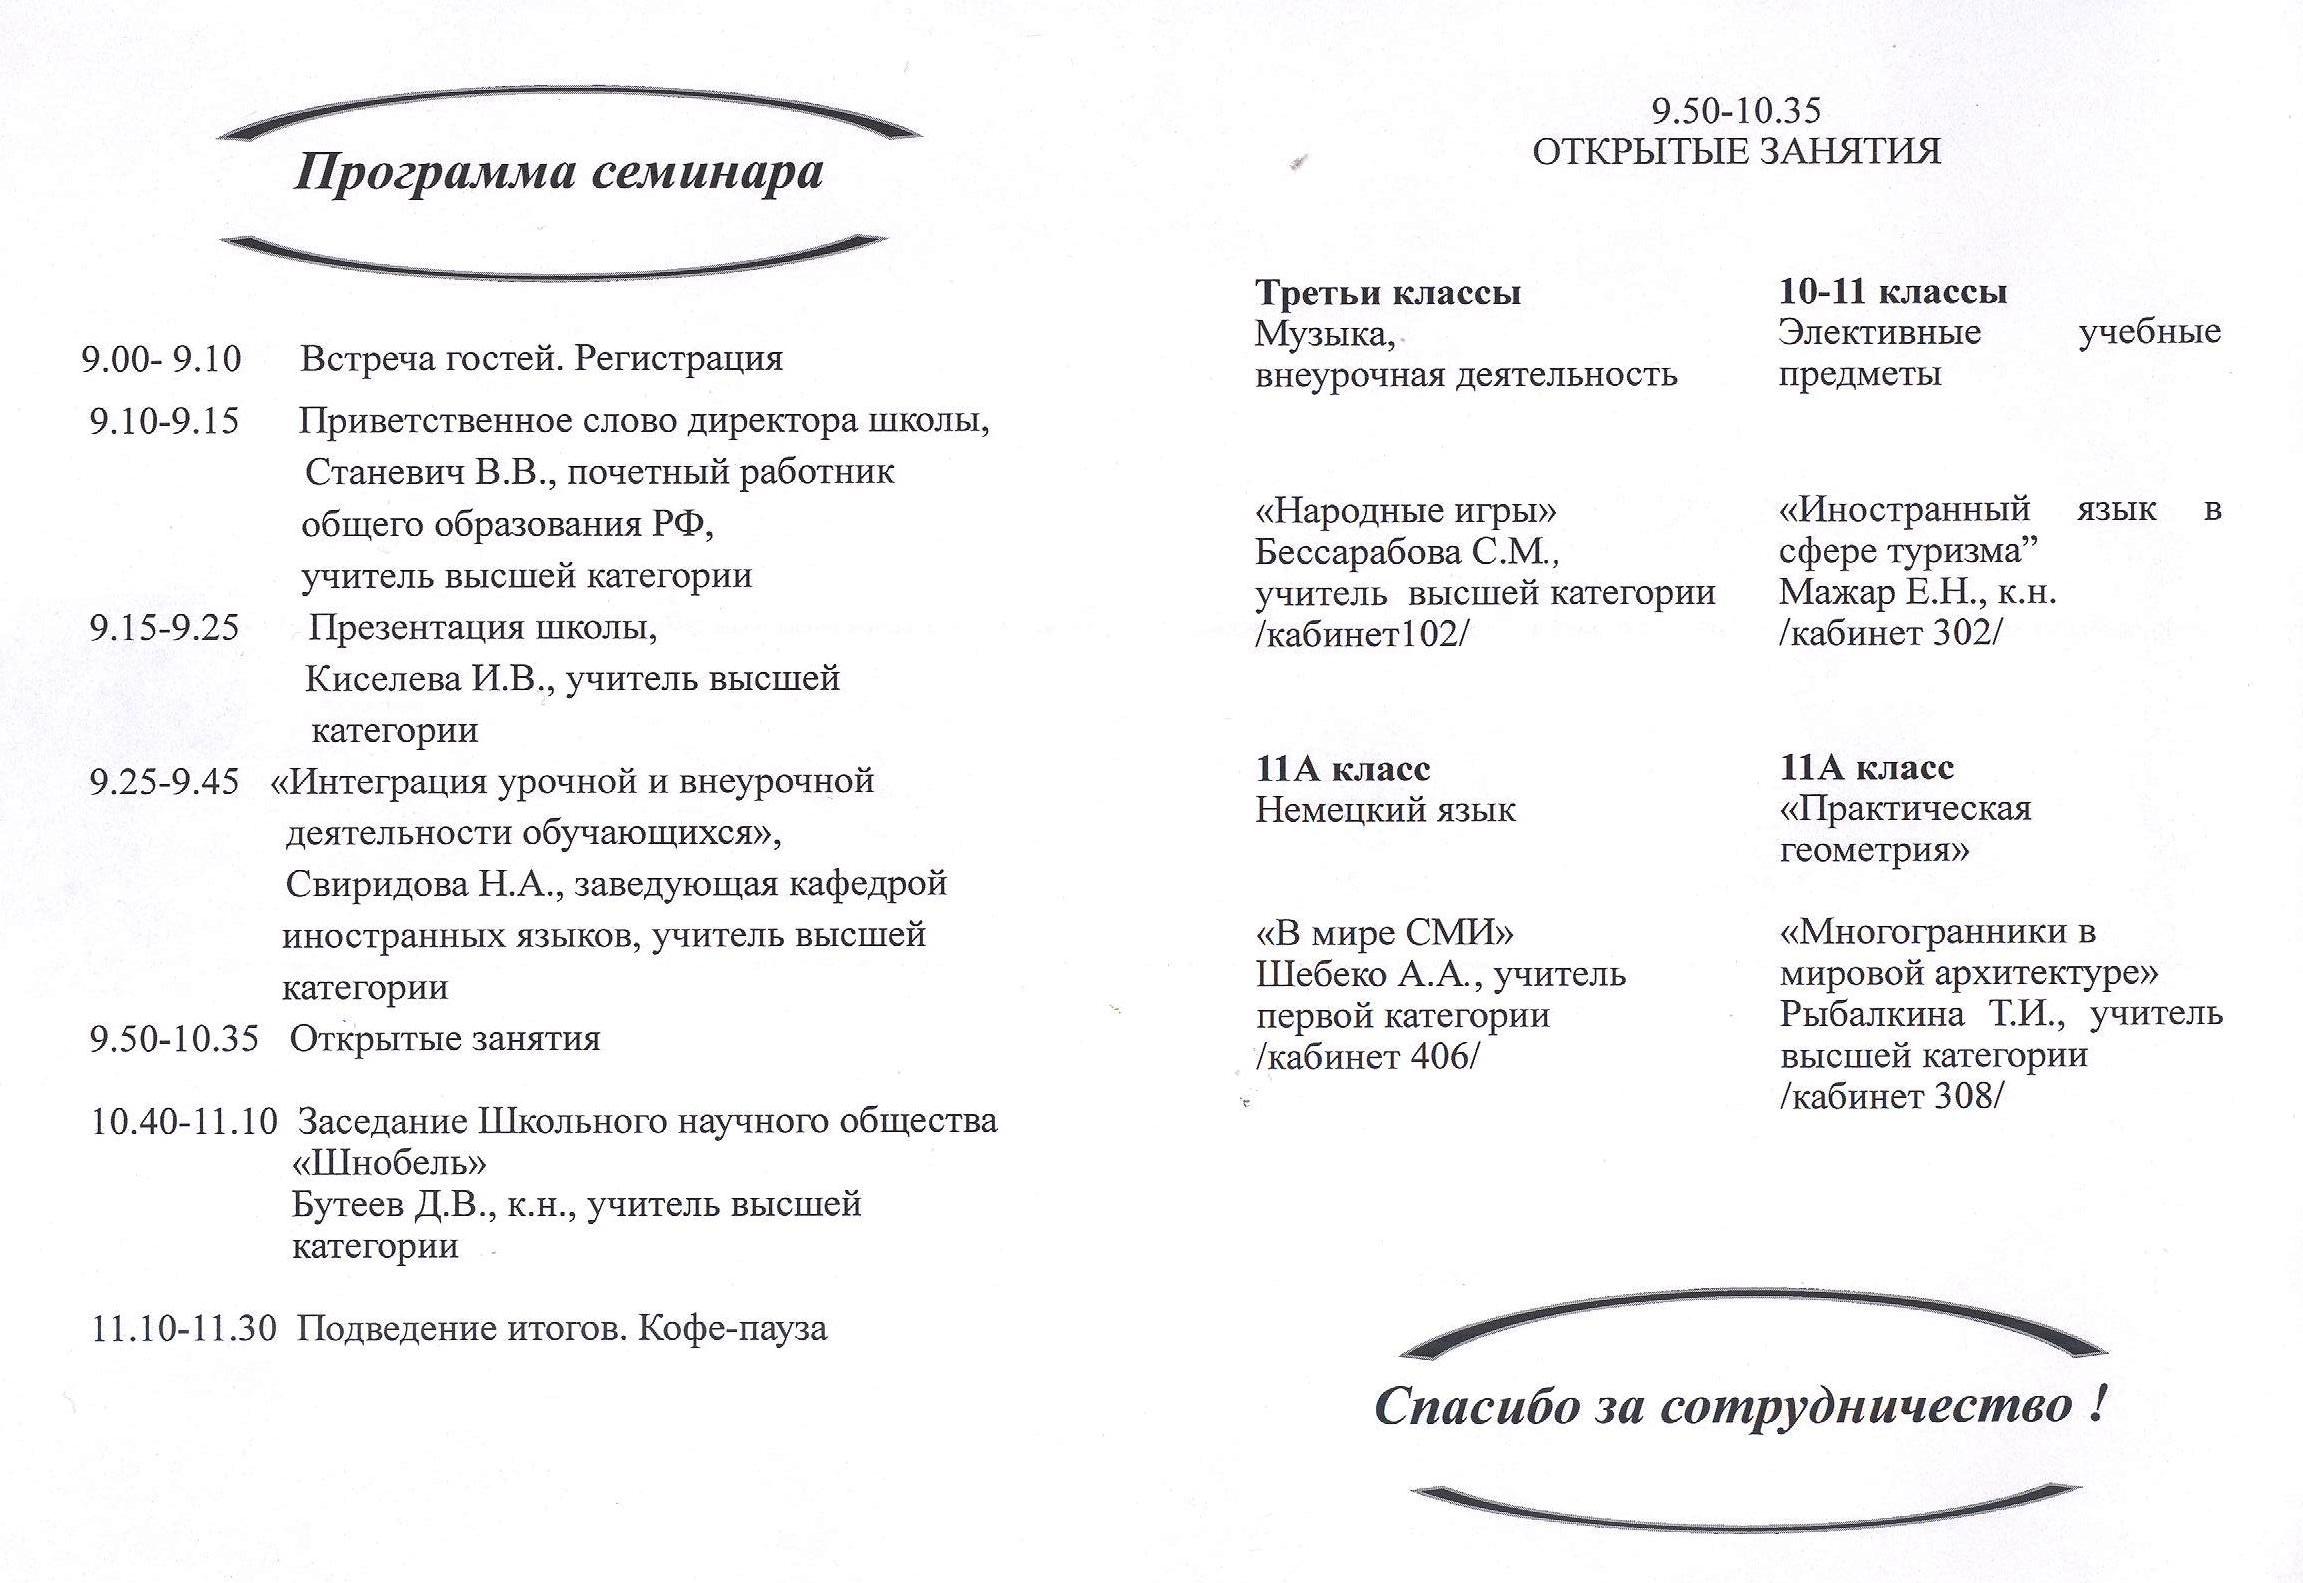 Программа семинара
9.00- 9.10 Встреча гостей. Регистрация
9.10-9.15 Приветственное слово директора школы,
Станевич В.В., почетный работник
общего образования РФ,
учитель высшей категории
9.15-9.25 Презентация школы,
Киселева И.В., учитель высшей
категории
9.25-9.45 «Интеграция урочной и внеурочной
деятельности обучающихся»,
Свиридова Н.А., заведующая кафедрой
иностранных языков, учитель высшей
категории
9.50-10.35 Открытые занятия
10.40-11.10 Заседание Школьного научного общества
«Шнобель»
Бутеев Д.В., к.н., учитель высшей
категории
11.10-11.30 Подведение итогов. Кофе-пауза
9.50-10.35
ОТКРЫТЫЕ ЗАНЯТИЯ
Третьи классы
Музыка,
внеурочная деятельность
«Народные игры»
Бессарабова С.М.,
учитель высшей категории
/кабинет102/
10-11 классы
Элективные учебные
предметы
«Иностранный язык в
сфере туризма”
Мажар Е.Н., к.н.
/кабинет 302/
11А класс
Немецкий язык
«В мире СМИ»
Шебеко А.А., учитель
первой категории
/кабинет 406/
11А класс
«Практическая
геометрия»
«Многогранники в
мировой архитектуре»
Рыбалкина Т.И., учитель
высшей категории
/кабинет 308/
Спасибо за сотрудничество !